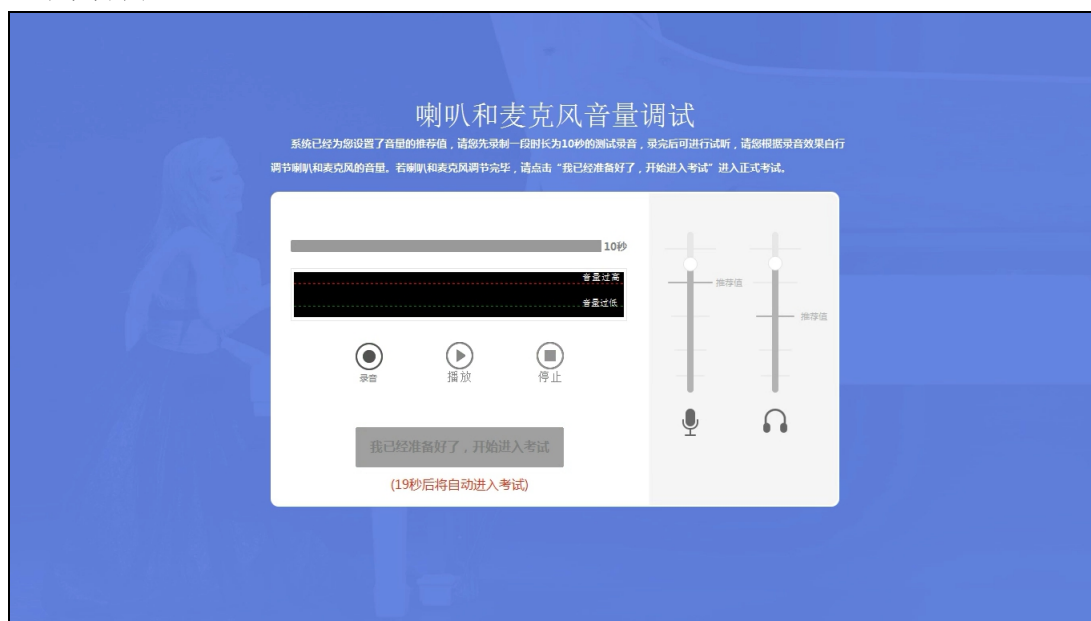 喇叭和麦克风音量调试
系统已经为您设置了音量的推荐值，请您先录制一段时长为10秒的测试录音，录完后可进行试听，请您根据录音效果自行
调节喇叭和麦克风的音量。若喇叭和麦克风调节完毕，请点击“我已经准备好了，开始进入考试”进入正式考试。
10秒
音量过高
音量过低
推荐值
推荐值
录音
播放
停止
我已经准备好了，开始进入考试
(19秒后将自动进入考试)